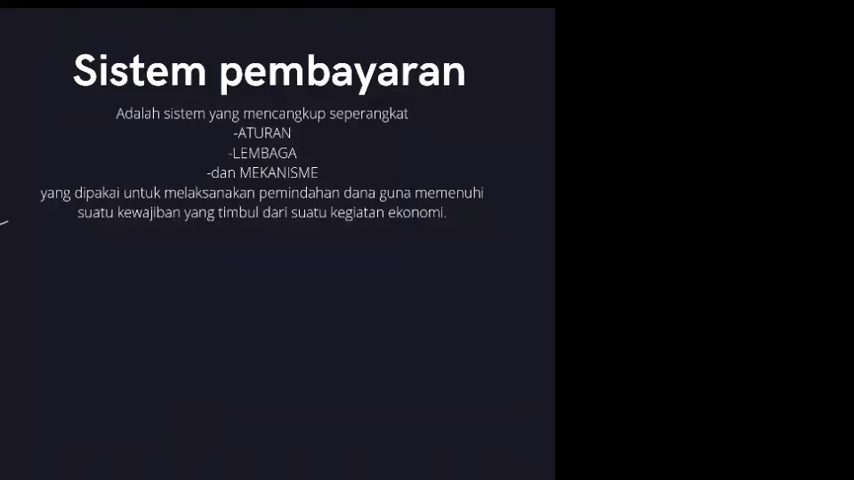 Sistem pembayaran
Adalah sistem yang mencangkup seperangkat
-ATURAN
-LEMBAGA
-dan MEKANISME
yang dipakai untuk melaksanakan pemindahan dana guna memenuhi
suatu kewajiban yang timbul dari suatu kegiatan ekonomi.